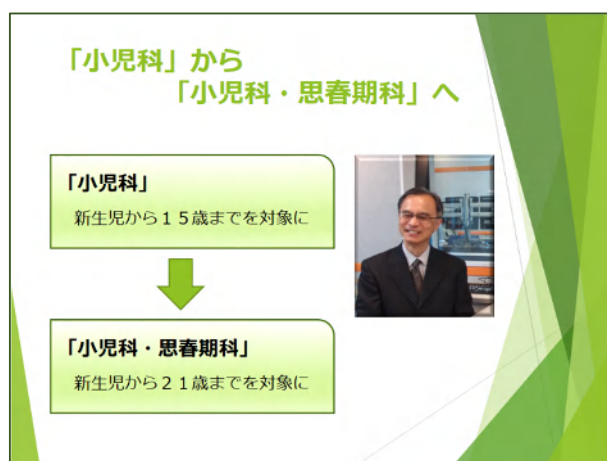 「小児科」から
「小児科・思春期科」へ
「小児科」
新生児から１５歳までを対象に
「小児科・思春期科」
新生児から２１歳までを対象に